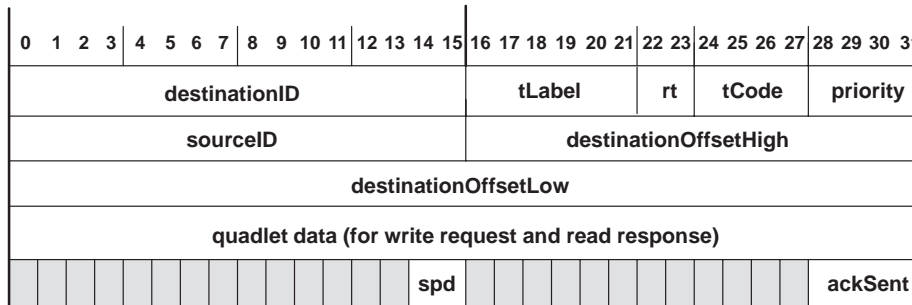 0 1 2 3 4 5 6 7 8 9 10 11 12 13 14 15 16 17 18 19 20 21 22 23 24 25 26 27 28 29 30 31
destinationID tLabel rt tCode priority
sourceID destinationOffsetHigh
destinationOffsetLow
quadlet data (for write request and read response)
spd ackSent